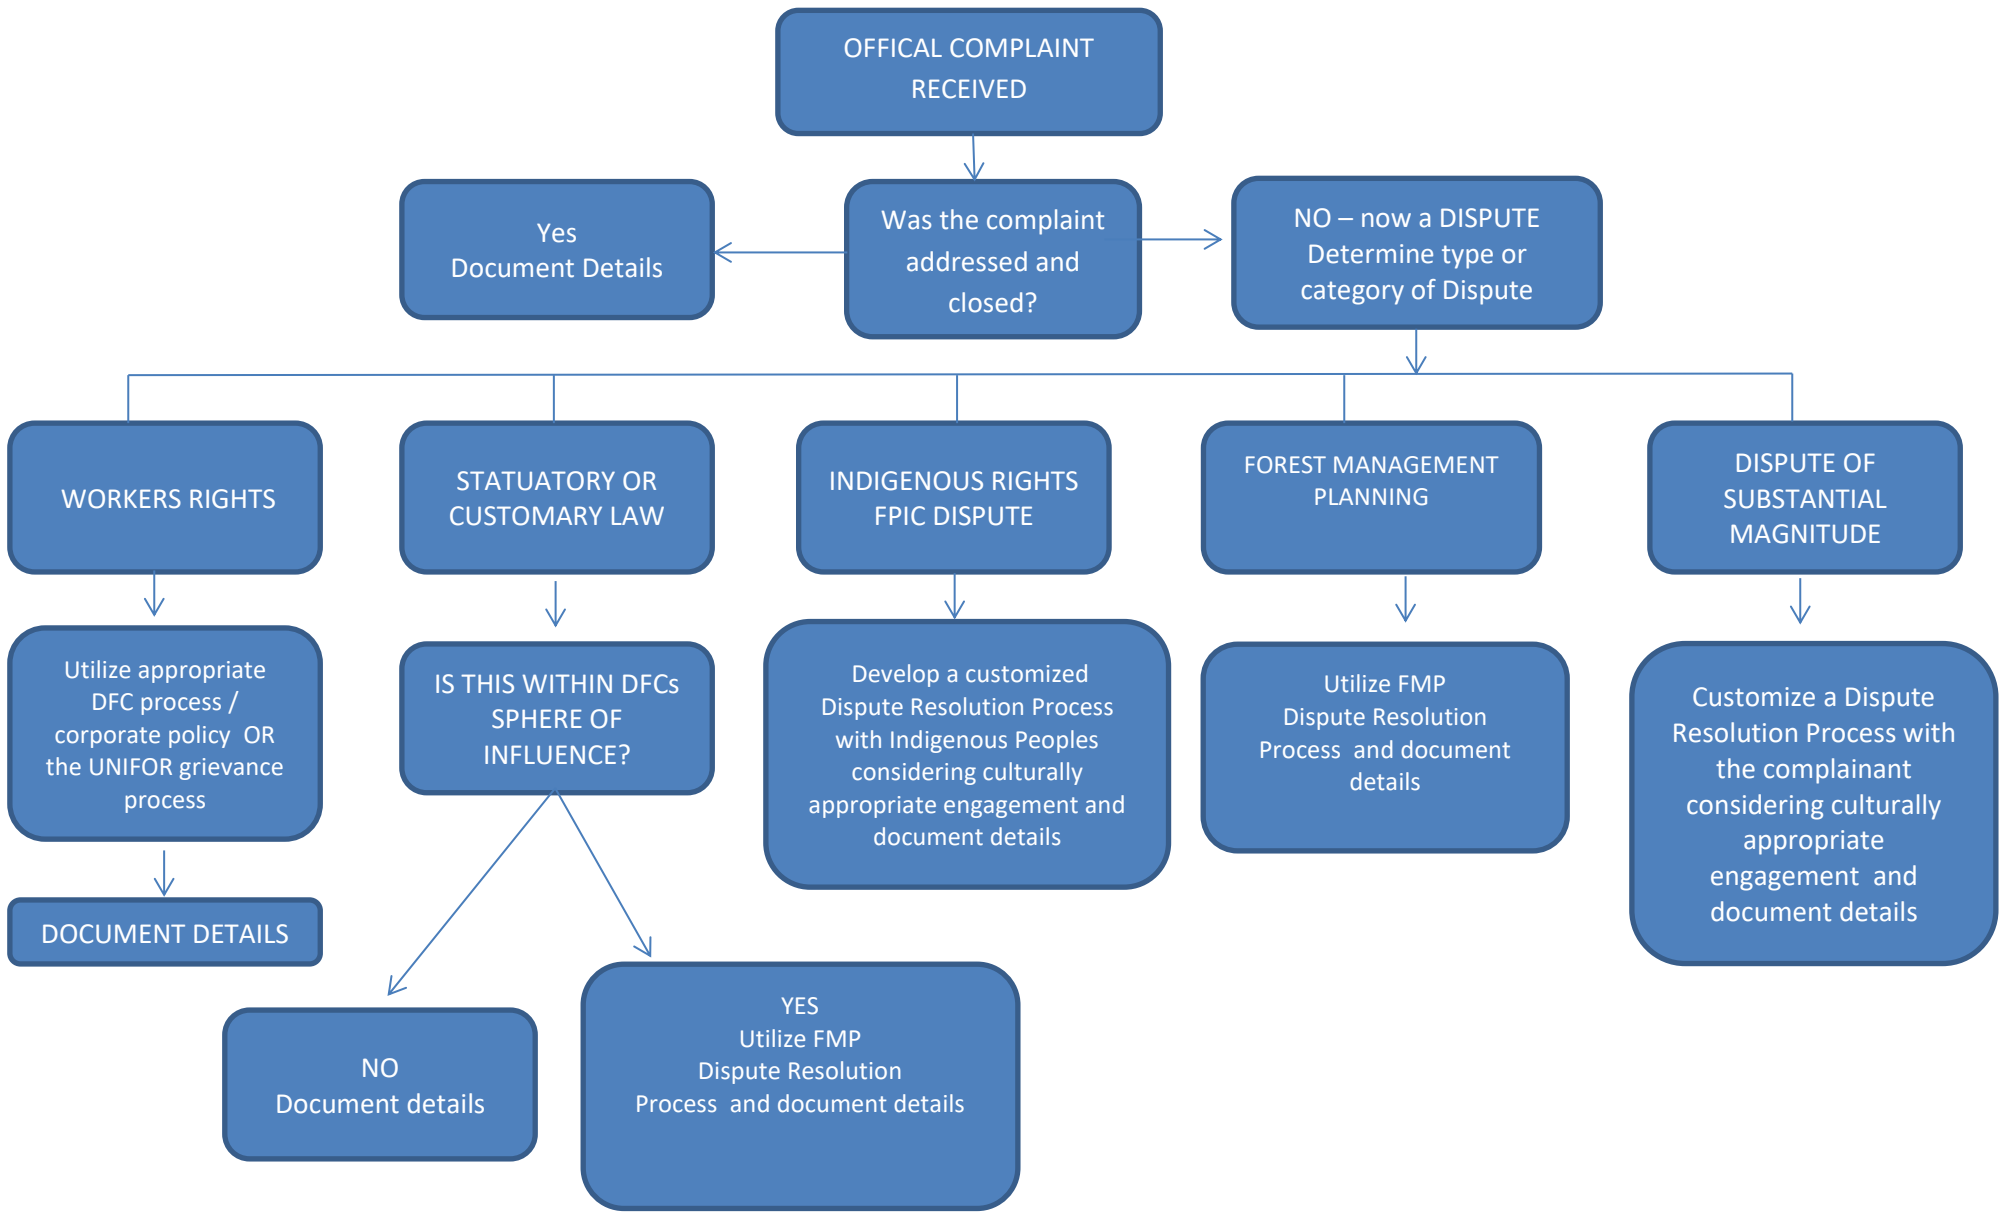 OFFICAL COMPLAINT
RECEIVED
Yes
Document Details
Was the complaint
addressed and
closed?
NO – now a DISPUTE
Determine type or
category of Dispute
WORKERS RIGHTS
STATUATORY OR
CUSTOMARY LAW
INDIGENOUS RIGHTS
FPIC DISPUTE
FOREST MANAGEMENT
PLANNING
DISPUTE OF
SUBSTANTIAL
MAGNITUDE
Utilize appropriate
DFC process /
corporate policy OR
the UNIFOR grievance
process
IS THIS WITHIN DFCs
SPHERE OF
INFLUENCE?
Develop a customized
Dispute Resolution Process
with Indigenous Peoples
considering culturally
appropriate engagement and
document details
Utilize FMP
Dispute Resolution
Process and document
details
Customize a Dispute
Resolution Process with
the complainant
considering culturally
appropriate
engagement and
document details
DOCUMENT DETAILS
NO
Document details
YES
Utilize FMP
Dispute Resolution
Process and document details